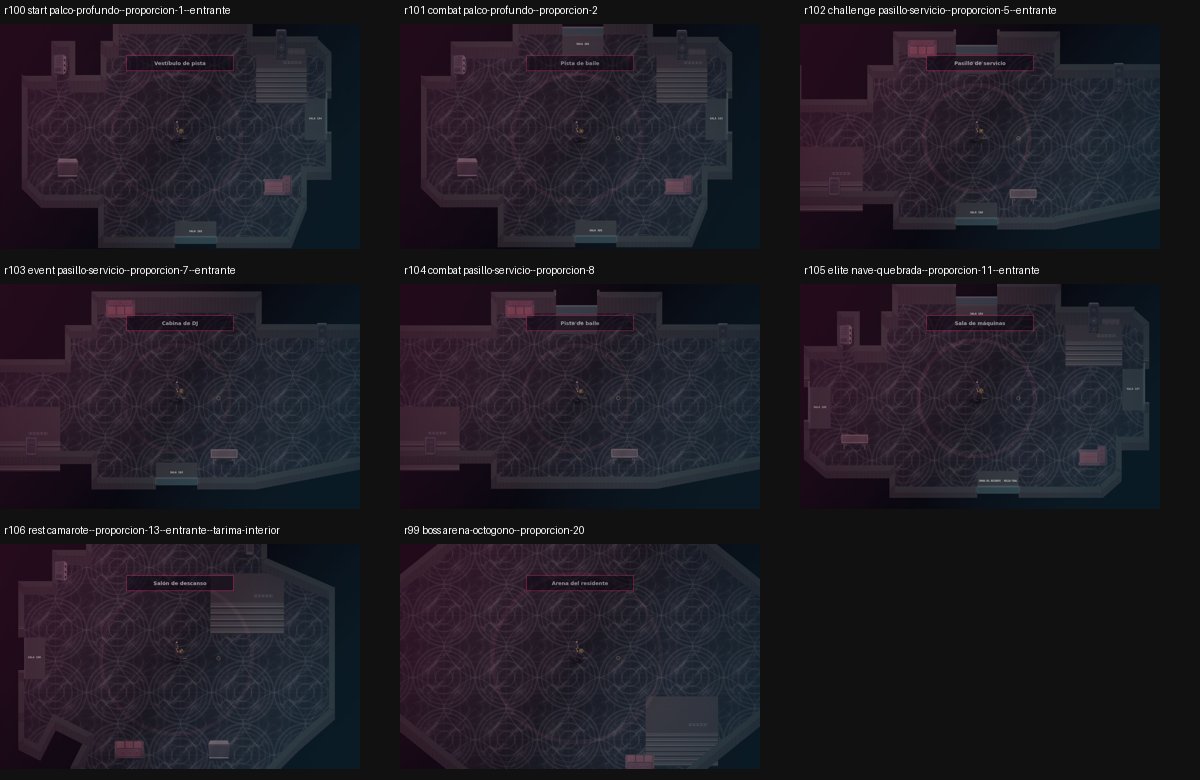 r100 start palco-profundo--proporcion-1--entrante
r101 combat palco-profundo--proporcion-2
r102 challenge pasillo-servicio--proporcion-5--entrante
Vestíbulo de pista
Pista de baile
Pasillo de servicio
r103 event pasillo-servicio--proporcion-7--entrante
r104 combat pasillo-servicio--proporcion-8
r105 elite nave-quebrada--proporcion-11--entrante
Cabina de DJ
Pista de baile
Sala de máquinas
r106 rest camarote--proporcion-13--entrante--tarima-interior
r99 boss arena-octogono--proporcion-20
Salón de descanso
Arena del residente